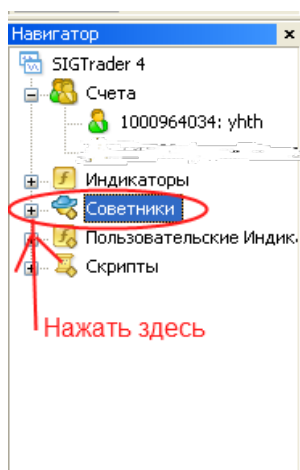 Навигатор
SIGTrader 4
Счета
1000964034: yhth
Индикаторы
Советники
Пользовательские Индик
Скрипты
Нажать здесь